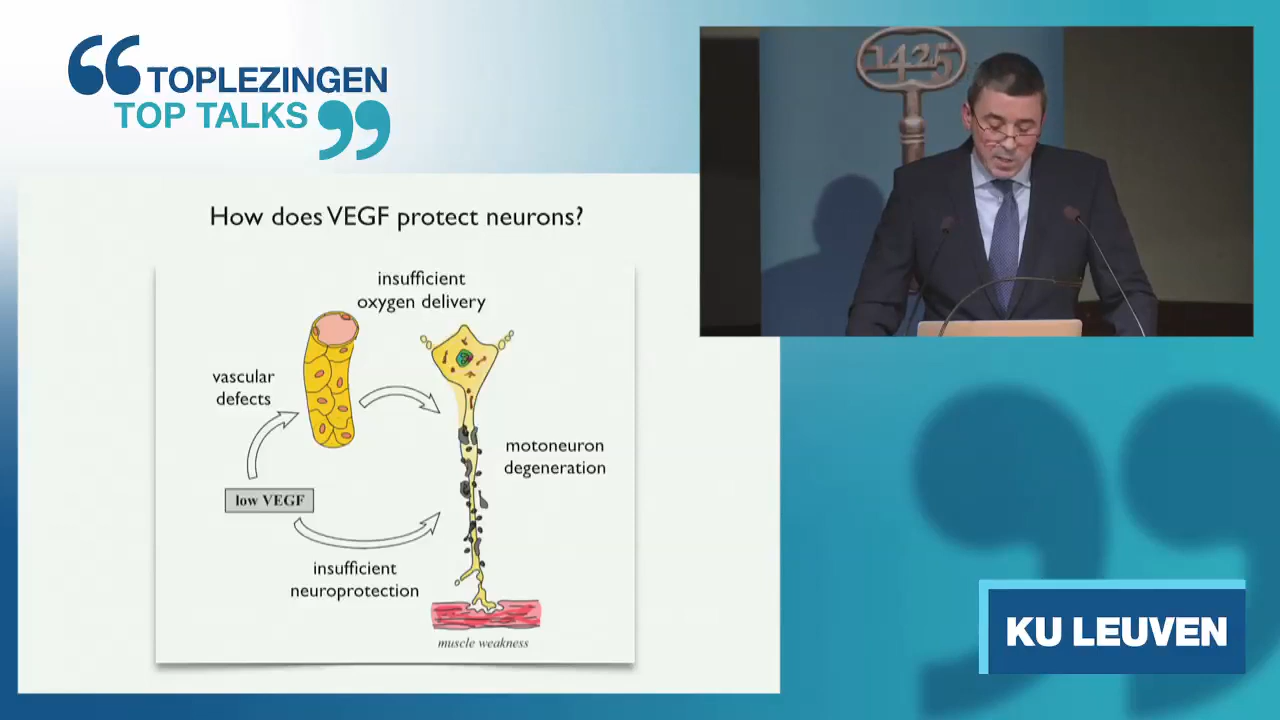 TOPLEZINGEN
TOP TALKS
1425
How does VEGF protect neurons?
insufficient
oxygen delivery
vascular
defects
motoneuron
degeneration
low VEGF
insufficient
neuroprotection
muscle weakness
KU LEUVEN